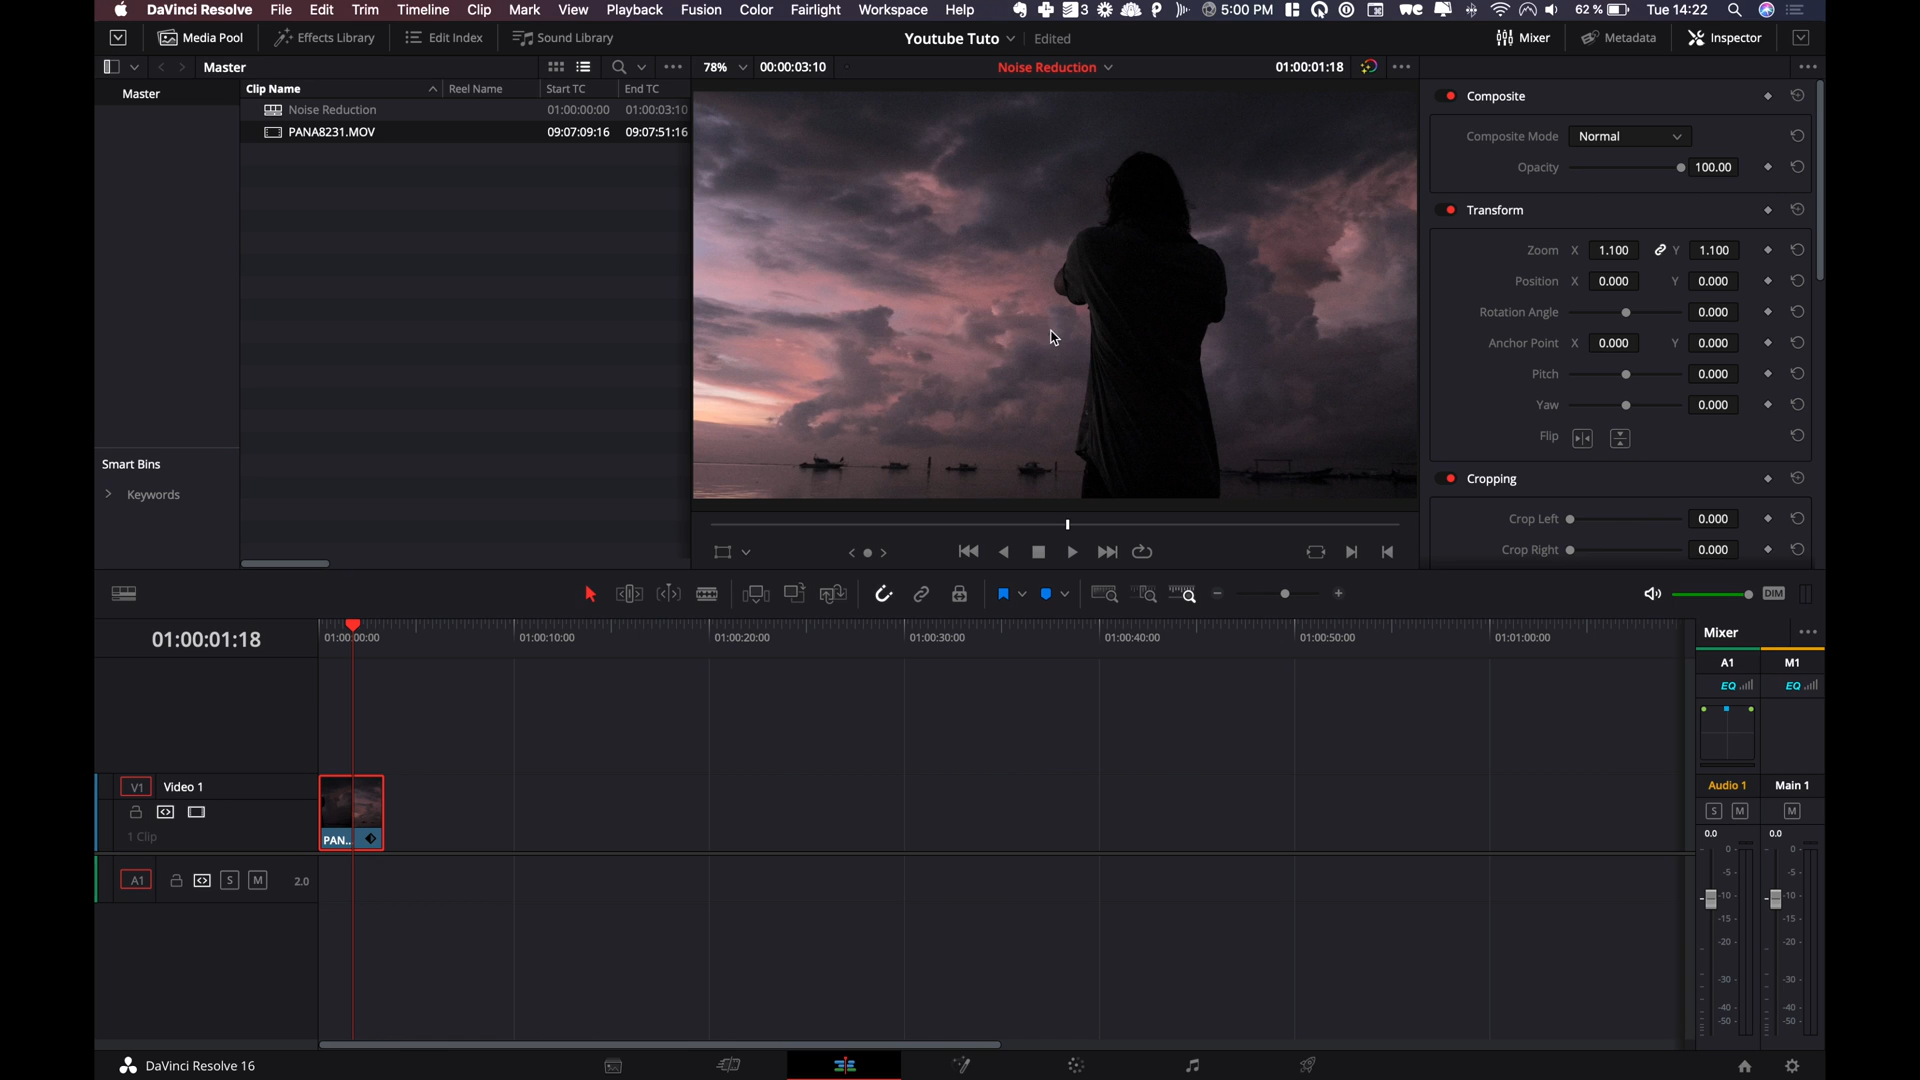 DaVinci Resolve File Edit Trim Timeline Clip Mark View Playback Fusion Color Fairlight Workspace Help 3 5:00 PM 62 % Tue 14:22
Media Pool Effects Library Edit Index Sound Library Youtube Tuto Edited Mixer Metadata Inspector
Master 78% 00:00:03:10 Noise Reduction 01:00:01:18
Master
Clip Name Reel Name Start TC End TC
Noise Reduction 01:00:00:00 01:00:03:10
PANA8231.MOV 09:07:09:16 09:07:51:16
Smart Bins
Keywords
Composite
Composite Mode Normal
Opacity 100.00
Transform
Zoom X 1.100 Y 1.100
Position X 0.000 Y 0.000
Rotation Angle 0.000
Anchor Point X 0.000 Y 0.000
Pitch 0.000
Yaw 0.000
Flip
Cropping
Crop Left 0.000
Crop Right 0.000
DIM
01:00:01:18
01:00:00:00 01:00:10:00 01:00:20:00 01:00:30:00 01:00:40:00 01:00:50:00 01:01:00:00
V1 Video 1
1 Clip
PAN..
A1 S M 2.0
Mixer
A1 M1
EQ EQ
Audio 1 Main 1
S M M
0.0 0.0
0- 0-
-5- -5-
-10- -10-
-15- -15-
-20- -20-
-30- -30-
-40- -40-
-50- -50-
DaVinci Resolve 16